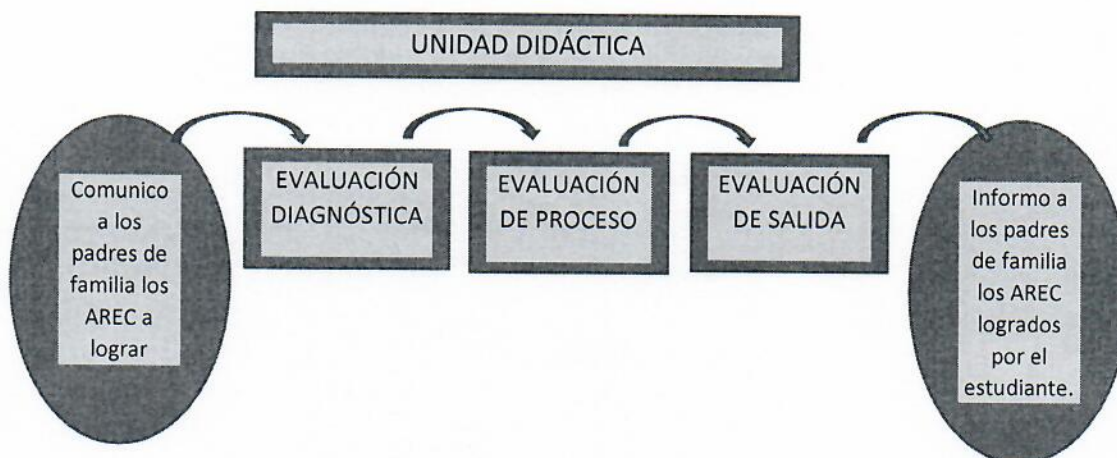 UNIDAD DIDÁCTICA
Comunico
a los
padres de
familia los
AREC a
lograr
EVALUACIÓN
DIAGNÓSTICA
EVALUACIÓN
DE PROCESO
EVALUACIÓN
DE SALIDA
Informo a
los padres
de familia
los AREC
logrados
por el
estudiante.